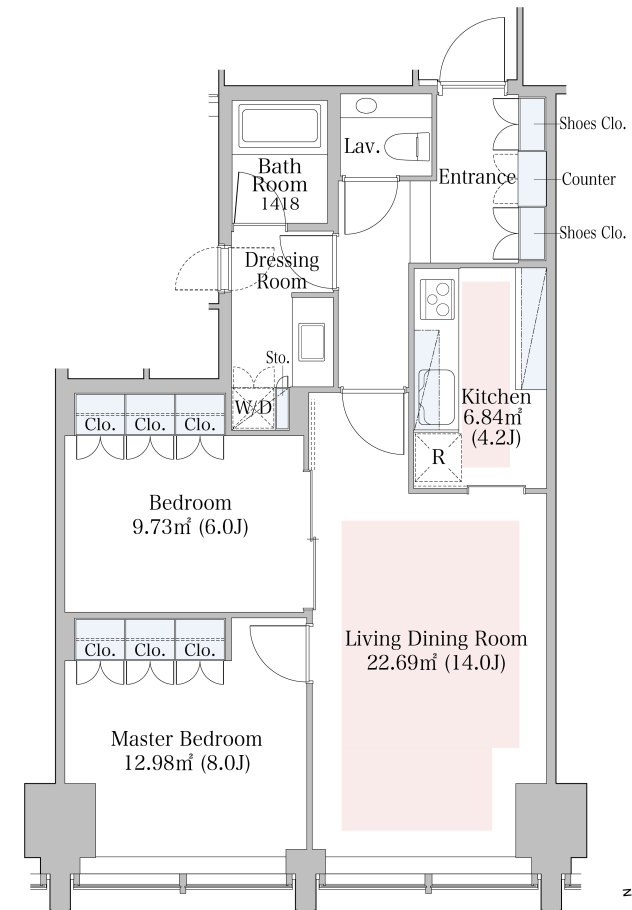 Shoes Clo.
Lav.
Bath
Room
1418
Entrance
Counter
Shoes Clo.
Dressing
Room
Sto.
W/D
Kitchen
6.84㎡
(4.2J)
R
Clo.
Clo.
Clo.
Bedroom
9.73㎡ (6.0J)
Clo.
Clo.
Clo.
Living Dining Room
22.69㎡ (14.0J)
Master Bedroom
12.98㎡ (8.0J)
N